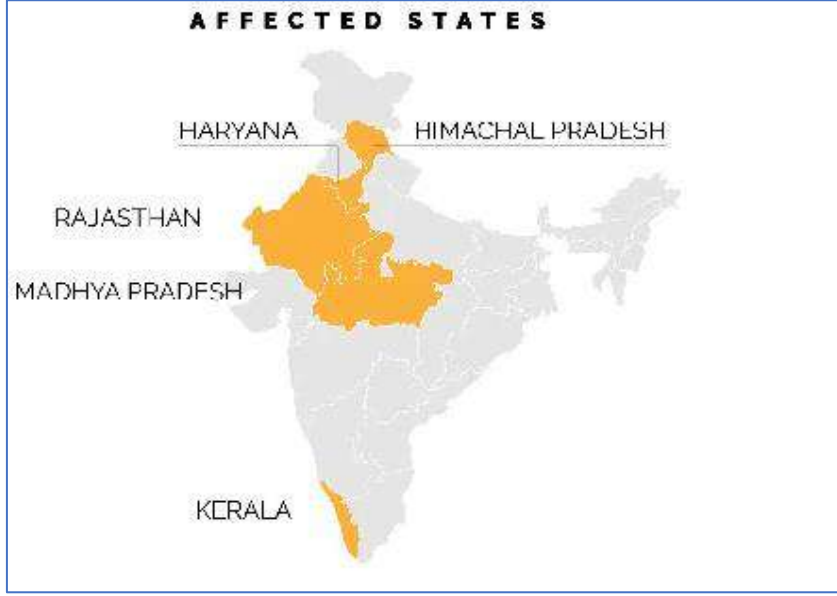 AFFECTED STATES
HARYANA
HIMACHAL PRADESH
RAJASTHAN
MADHYA PRADESH
KERALA